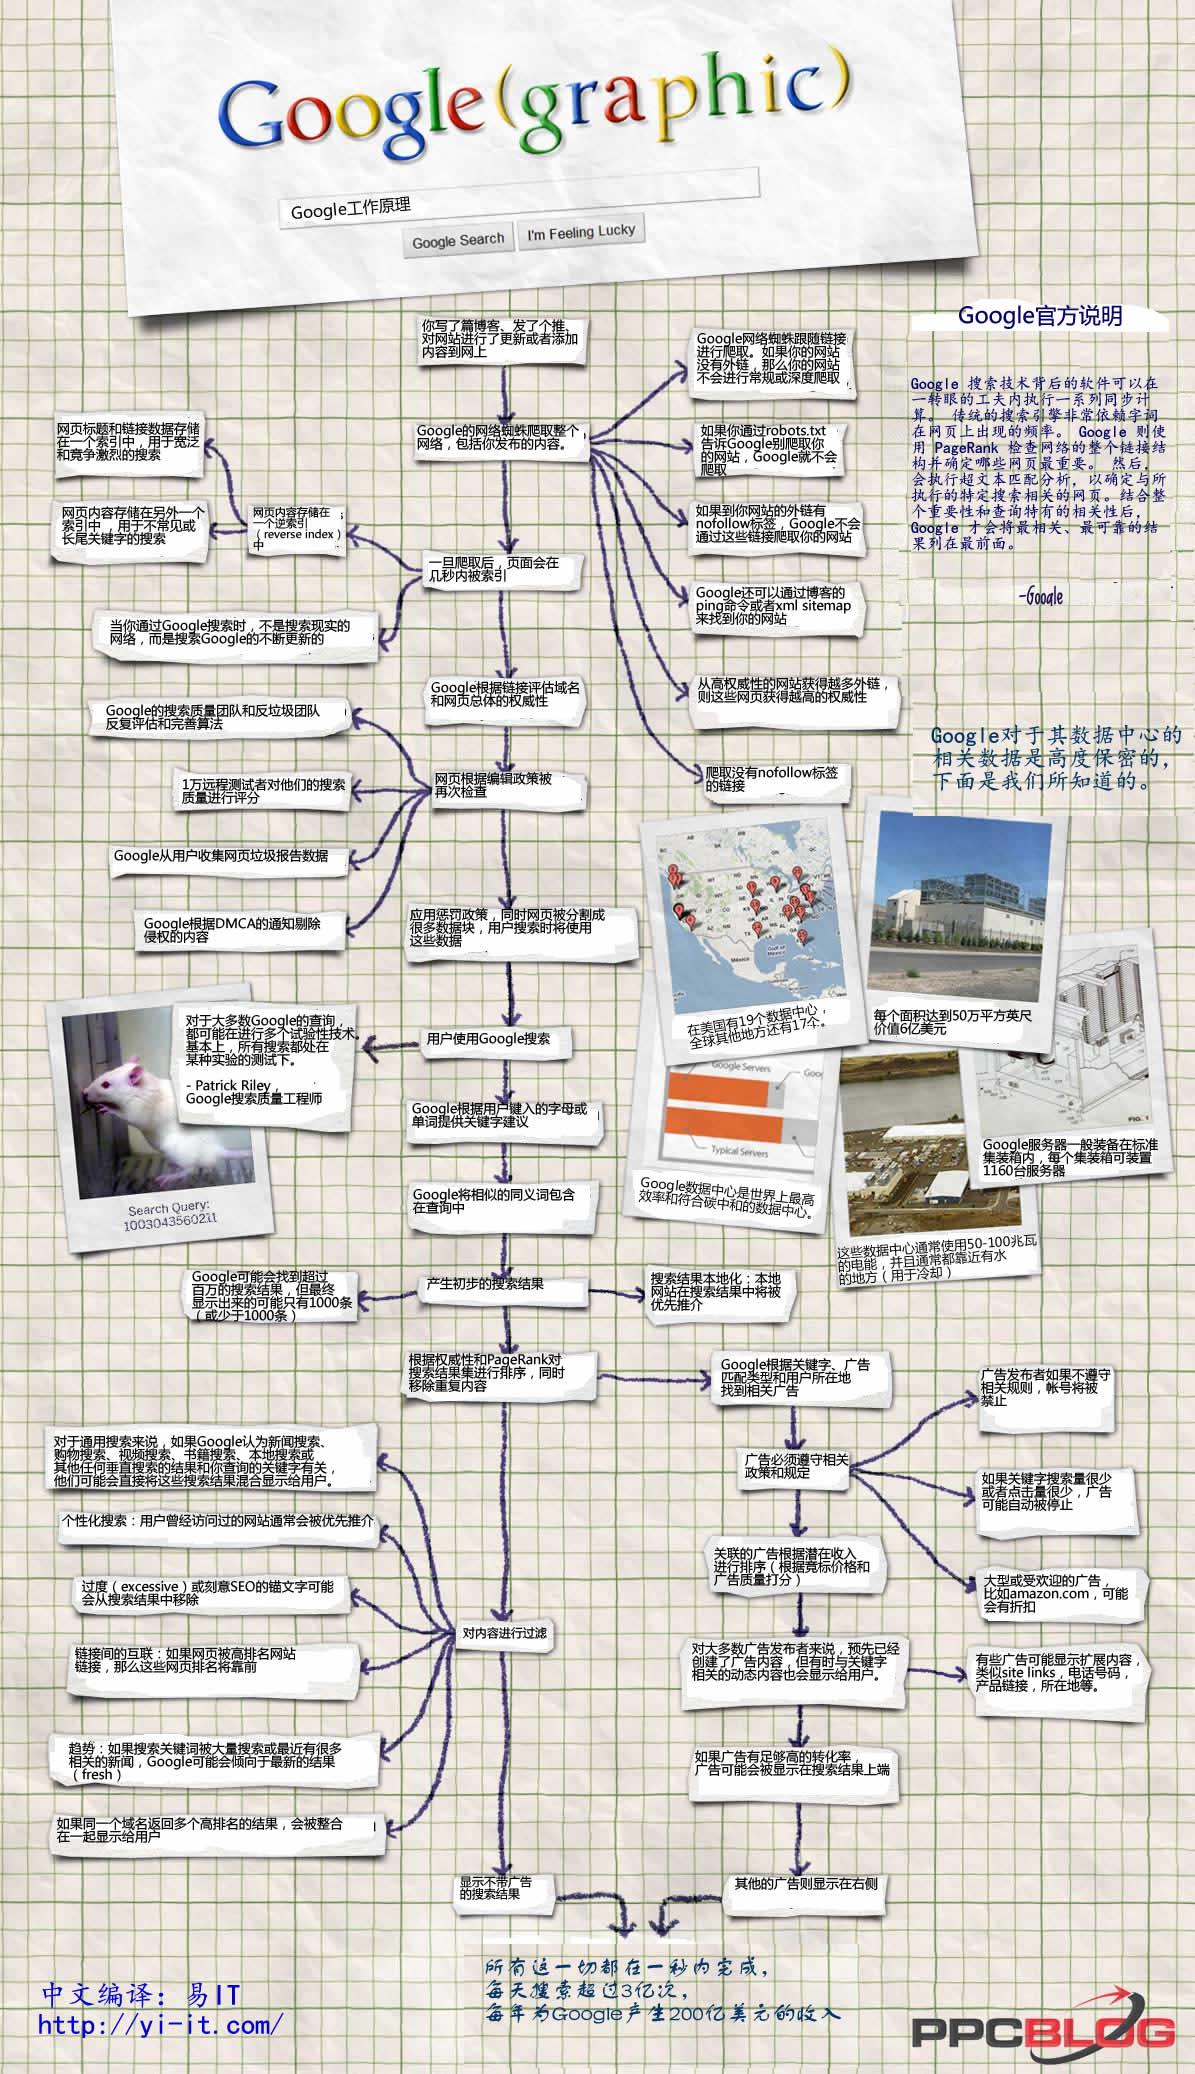 Google(graphic)
Google工作原理
Google Search
I'm Feeling Lucky
你写了篇博客、发了个推、
对网站进行了更新或者添加
内容到网上
Google网络蜘蛛跟随链接
进行爬取。如果你的网站
没有外链，那么你的网站
不会进行常规或深度爬取
Google官方说明
Google 搜索技术背后的软件可以在
一转眼的工夫内执行一系列同步计
算。 传统的搜索引擎非常依赖字词
在网页上出现的频率。 Google 则使
用 PageRank 检查网络的整个链接结
构并确定哪些网页最重要。 然后，
会执行超文本匹配分析，以确定与所
执行的特定搜索相关的网页。结合整
个重要性和查询特有的相关性后，
Google 才会将最相关、最可靠的结
果列在最前面。
-Google
Google的网络蜘蛛爬取整个
网络，包括你发布的内容。
如果你通过robots.txt
告诉Google别爬取你
的网站，Google就不会
爬取
网页标题和链接数据存储
在一个索引中，用于宽泛
和竞争激烈的搜索
网页内容存储在另外一个
索引中 ，用于不常见或
长尾关键字的搜索
网页内容存储在
一个逆索引
（reverse index）
中
如果到你网站的外链有
nofollow标签，Google不会
通过这些链接爬取你的网站
一旦爬取后，页面会在
几秒内被索引
Google还可以通过博客的
ping命令或者xml sitemap
来找到你的网站
当你通过Google搜索时，不是搜索现实的
网络，而是搜索Google的不断更新的
Google根据链接评估域名
和网页总体的权威性
从高权威性的网站获得越多外链，
则这些网页获得越高的权威性
Google的搜索质量团队和反垃圾团队
反复评估和完善算法
Google对于其数据中心的
相关数据是高度保密的，
下面是我们所知道的。
1万远程测试者对他们的搜索
质量进行评分
网页根据编辑政策被
再次检查
爬取没有nofollow标签
的链接
Google从用户收集网页垃圾报告数据
Google根据DMCA的通知剔除
侵权的内容
应用惩罚政策，同时网页被分割成
很多数据块，用户搜索时将使用
这些数据
México
Gulf of
Mexico
在美国有19个数据中心，
全球其他地方还有17个。
每个面积达到50万平方英尺
价值6亿美元
对于大多数Google的查询，
都可能在进行多个试验性技术。
基本上，所有搜索都处在
某种实验的测试下。
- Patrick Riley，
Google搜索质量工程师
Search Query:
1003043560211
用户使用Google搜索
Google Servers
Goog
Typical Servers
Google数据中心是世界上最高
效率和符合碳中和的数据中心。
FIG. 1
Google服务器一般装备在标准
集装箱内，每个集装箱可装置
1160台服务器
这些数据中心通常使用50-100兆瓦
的电能，并且通常都靠近有水
的地方（用于冷却）
Google根据用户键入的字母或
单词提供关键字建议
Google将相似的同义词包含
在查询中
Google可能会找到超过
百万的搜索结果，但最终
显示出来的可能只有1000条
（或少于1000条）
产生初步的搜索结果
搜索结果本地化：本地
网站在搜索结果中将被
优先推介
根据权威性和PageRank对
搜索结果集进行排序，同时
移除重复内容
Google根据关键字、广告
匹配类型和用户所在地
找到相关广告
广告发布者如果不遵守
相关规则，帐号将被
禁止
对于通用搜索来说，如果Google认为新闻搜索、
购物搜索、视频搜索、书籍搜索、本地搜索或
其他任何垂直搜索的结果和你查询的关键字有关，
他们可能会直接将这些搜索结果混合显示给用户。
广告必须遵守相关
政策和规定
如果关键字搜索量很少
或者点击量很少，广告
可能自动被停止
个性化搜索：用户曾经访问过的网站通常会被优先推介
关联的广告根据潜在收入
进行排序（根据竞标价格和
广告质量打分）
大型或受欢迎的广告，
比如amazon.com，可能
会有折扣
过度（excessive）或刻意SEO的锚文字可能
会从搜索结果中移除
对内容进行过滤
链接间的互联：如果网页被高排名网站
链接，那么这些网页排名将靠前
对大多数广告发布者来说，预先已经
创建了广告内容，但有时与关键字
相关的动态内容也会显示给用户。
有些广告可能显示扩展内容，
类似site links，电话号码，
产品链接，所在地等。
趋势：如果搜索关键词被大量搜索或最近有很多
相关的新闻，Google可能会倾向于最新的结果
（fresh）
如果广告有足够高的转化率，
广告可能会被显示在搜索结果上端
如果同一个域名返回多个高排名的结果，会被整合
在一起显示给用户
显示不带广告
的搜索结果
其他的广告则显示在右侧
所有这一切都在一秒内完成，
每天搜索超过3亿次，
每年为Google产生200亿美元的收入
中文编译：易IT
http://yi-it.com/
PPCBLOG